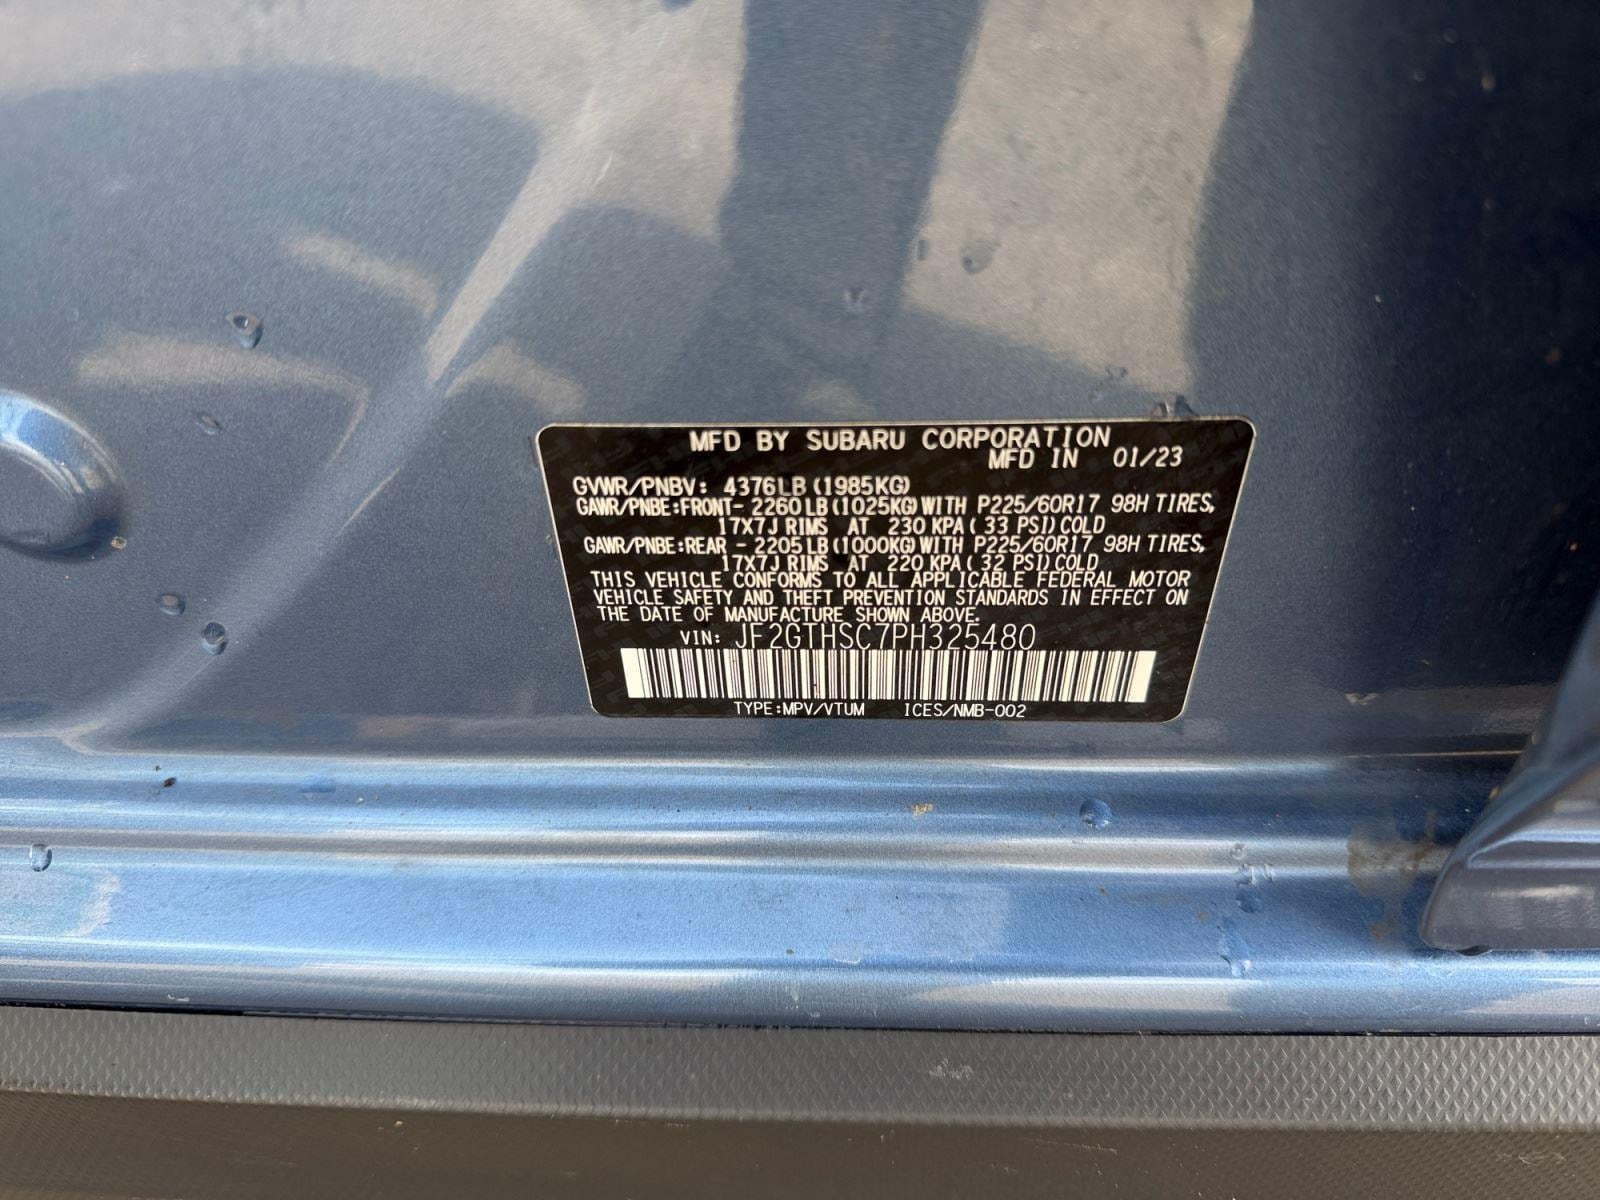 MFD BY SUBARU CORPORATION
MFD IN 01/23
GVWR/PNBV: 4376LB(1985KG)
GAWR/PNBE:FRONT- 2260LB(1025KG)WITH P225/60R17 98H TIRES,
17X7J RIMS AT 230 KPA( 33 PSI)COLD
GAWR/PNBE:REAR - 2205LB(1000KG)WITH P225/60R17 98H TIRES,
17X7J RIMS AT 220 KPA( 32 PSI)COLD
THIS VEHICLE CONFORMS TO ALL APPLICABLE FEDERAL MOTOR
VEHICLE SAFETY AND THEFT PREVENTION STANDARDS IN EFFECT ON
THE DATE OF MANUFACTURE SHOWN ABOVE.
VIN: JF2GTHSC7PH325480
TYPE:MPV/VTUM ICES/NMB-002